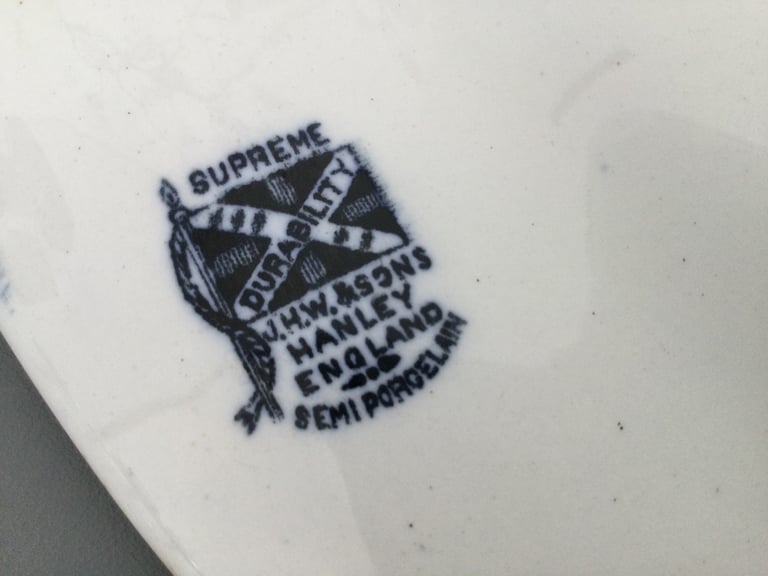 SUPREME
DURABILITY
J.H.W. & SONS
HANLEY
ENGLAND
SEMI PORCELAIN